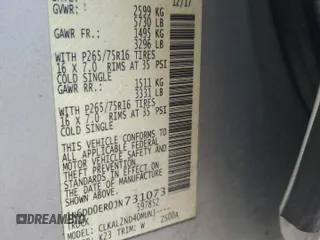 12/17
GVWR: 2599 KG
5730 LB
GAWR FR.: 1495 KG
3296 LB
WITH P265/75R16 TIRES
16 X 7.0 RIMS AT 35 PSI
COLD SINGLE
GAWR RR.: 1511 KG
3331 LB
WITH P265/75R16 TIRES
16 X 7.0 RIMS AT 35 PSI
COLD SINGLE
THIS VEHICLE CONFORMS TO
ALL APPLICABLE FEDERAL
MOTOR VEHICLE SAFETY AND
THEFT PREVENTION STANDARDS
IN EFFECT ON THE DATE OF
MANUFACTURE SHOWN ABOVE.
1N6DD0ER0JN731073
597852
TRUCK
K23 TRIM: W 2500A